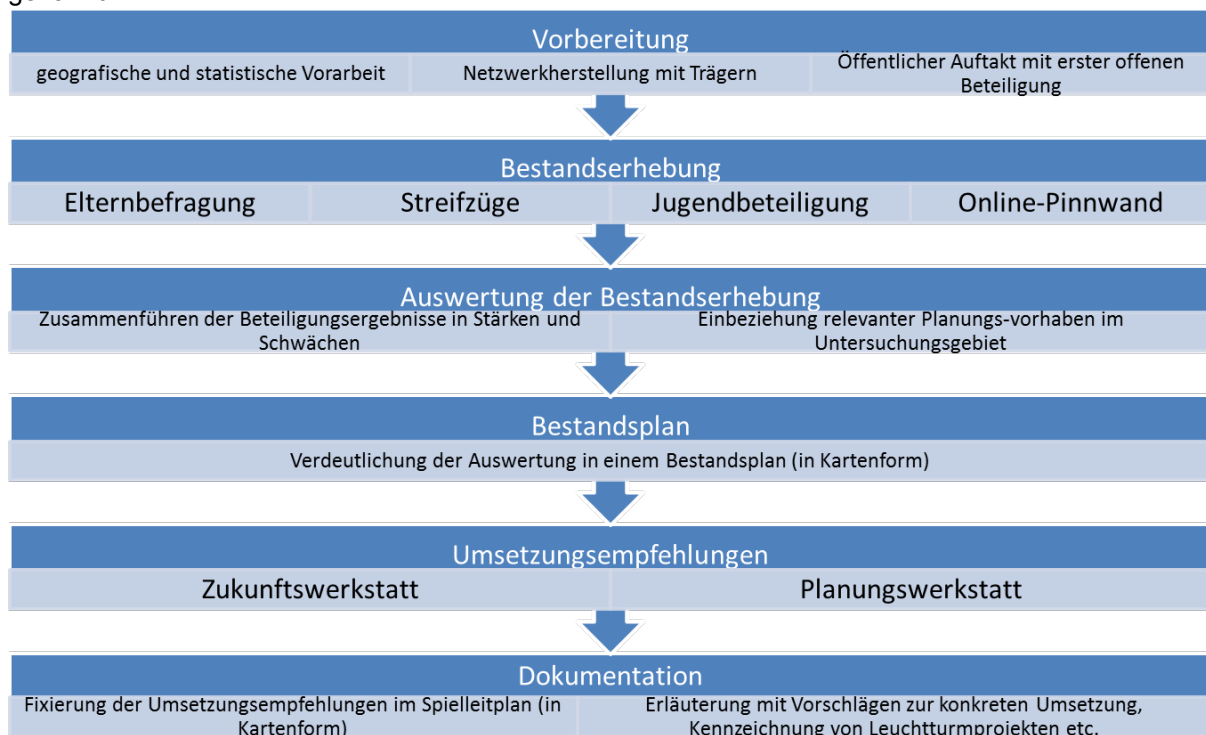 Vorbereitung
geografische und statistische Vorarbeit
Netzwerkherstellung mit Trägern
Öffentlicher Auftakt mit erster offenen
Beteiligung
Bestandserhebung
Elternbefragung
Streifzüge
Jugendbeteiligung
Online-Pinnwand
Auswertung der Bestandserhebung
Zusammenführen der Beteiligungsergebnisse in Stärken und
Schwächen
Einbeziehung relevanter Planungs-vorhaben im
Untersuchungsgebiet
Bestandsplan
Verdeutlichung der Auswertung in einem Bestandsplan (in Kartenform)
Umsetzungsempfehlungen
Zukunftswerkstatt
Planungswerkstatt
Dokumentation
Fixierung der Umsetzungsempfehlungen im Spielleitplan (in
Kartenform)
Erläuterung mit Vorschlägen zur konkreten Umsetzung,
Kennzeichnung von Leuchtturmprojekten etc.